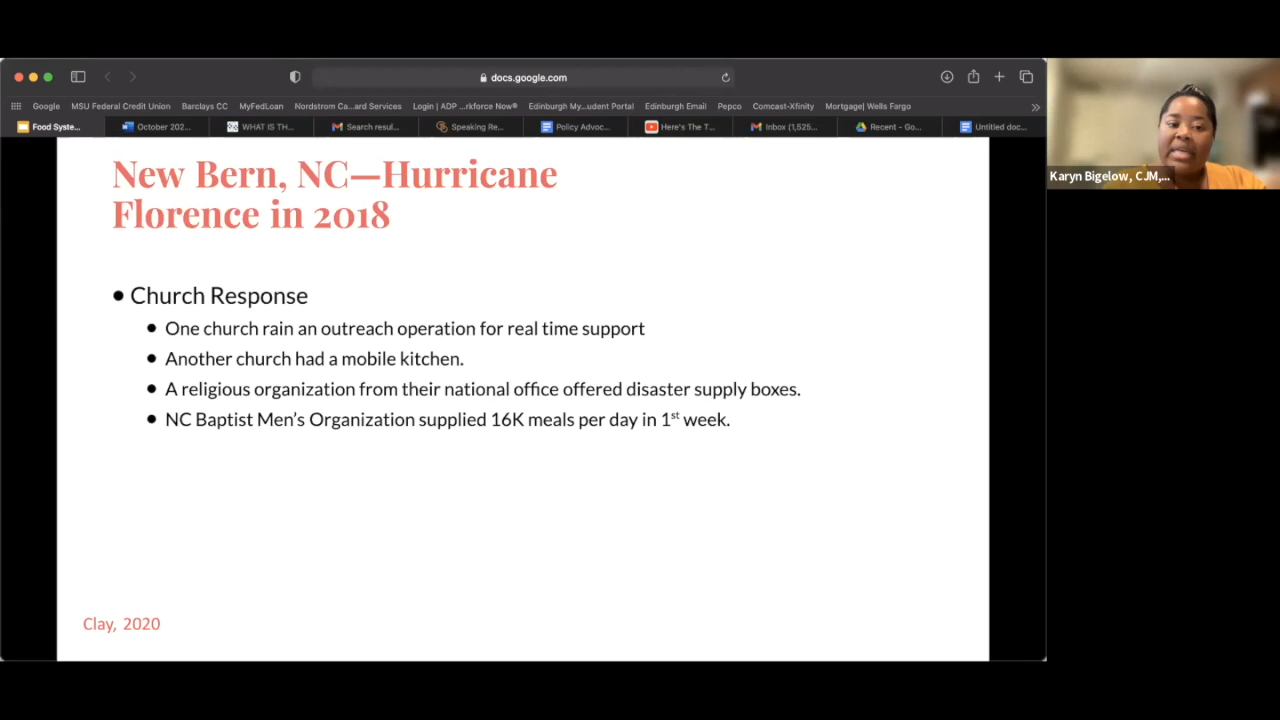 docs.google.com
Google MSU Federal Credit Union Barclays CC MyFedLoan Nordstrom Ca...ard Services Login | ADP ...rkforce Now® Edinburgh My...udent Portal Edinburgh Email Pepco Comcast-Xfinity Mortgage| Wells Fargo
Food Syste... October 202... WHAT IS TH... Search resul... Speaking Re... Policy Advoc... Here's The T... Inbox (1,525... Recent - Go... Untitled doc...
Karyn Bigelow, CJM,...
New Bern, NC—Hurricane
Florence in 2018
• Church Response
• One church rain an outreach operation for real time support
• Another church had a mobile kitchen.
• A religious organization from their national office offered disaster supply boxes.
• NC Baptist Men's Organization supplied 16K meals per day in 1st week.
Clay, 2020